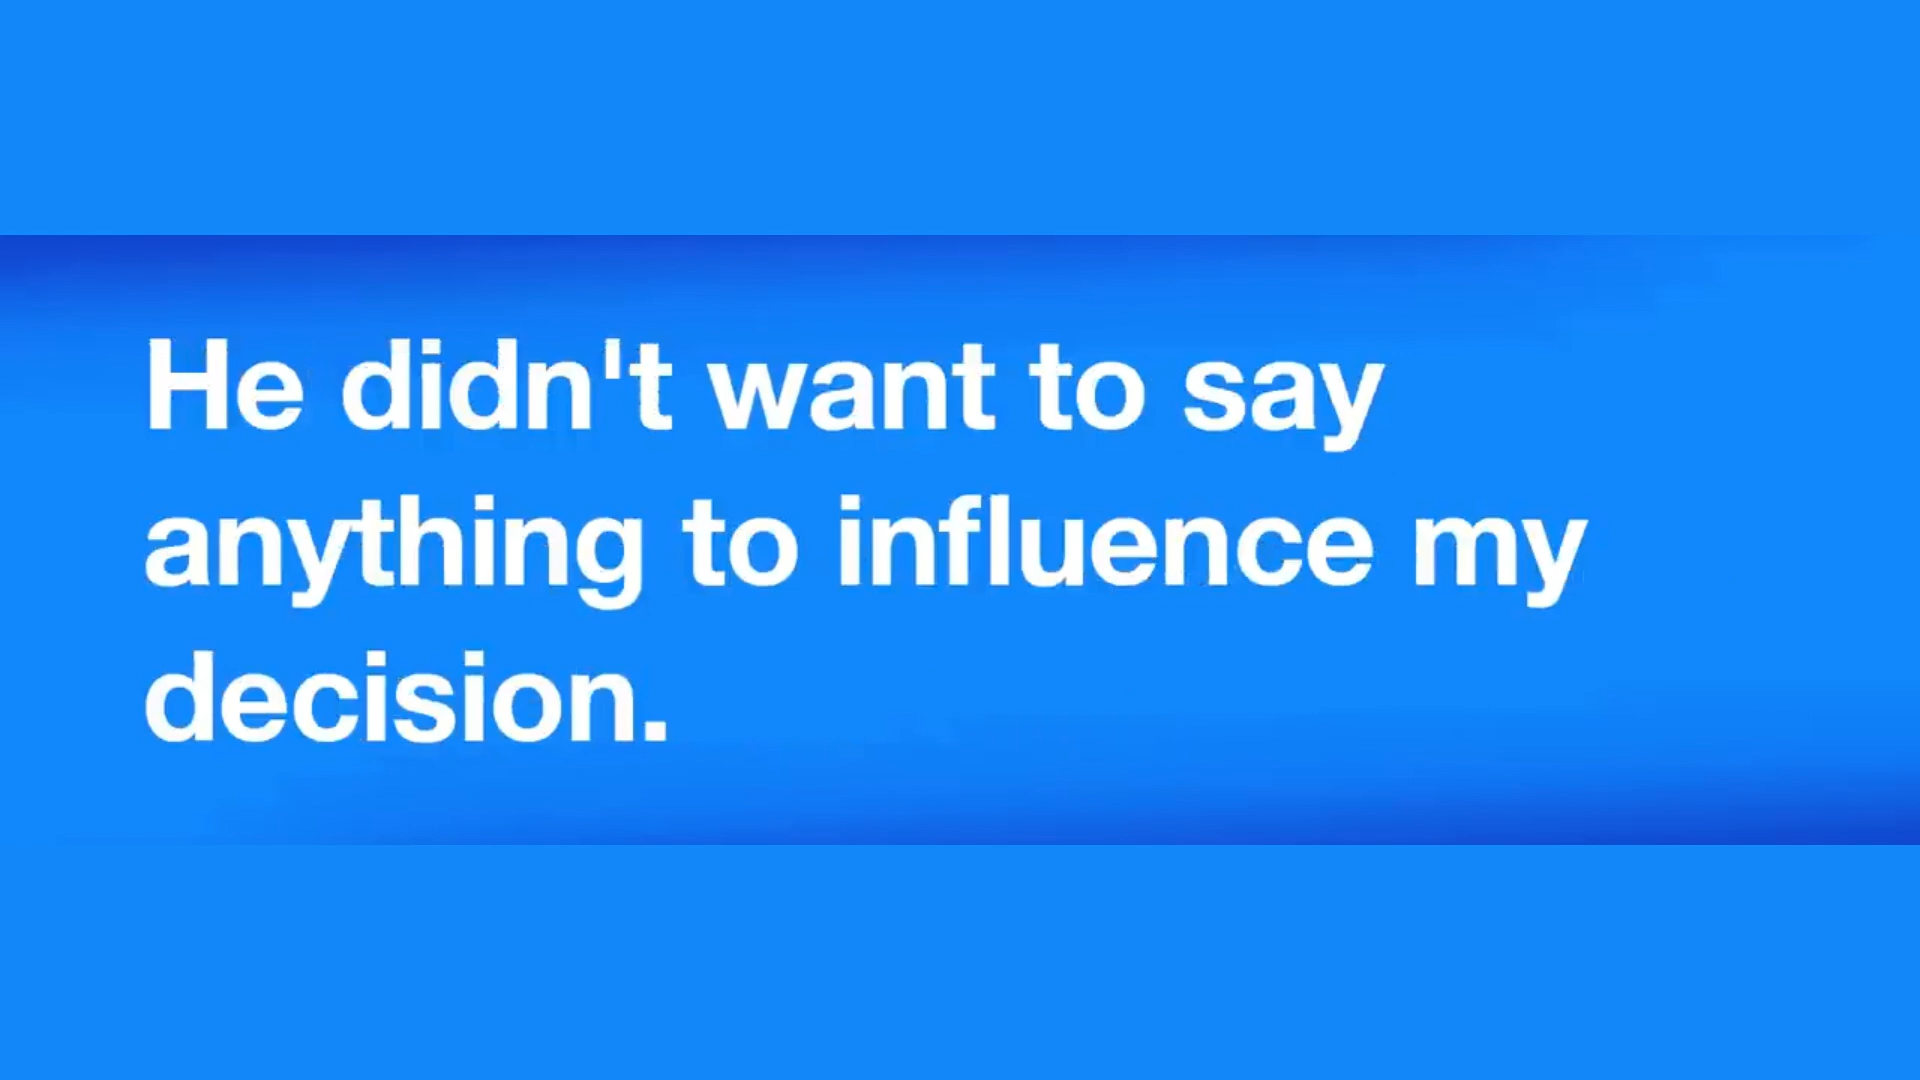 He didn't want to say
anything to influence my
decision.